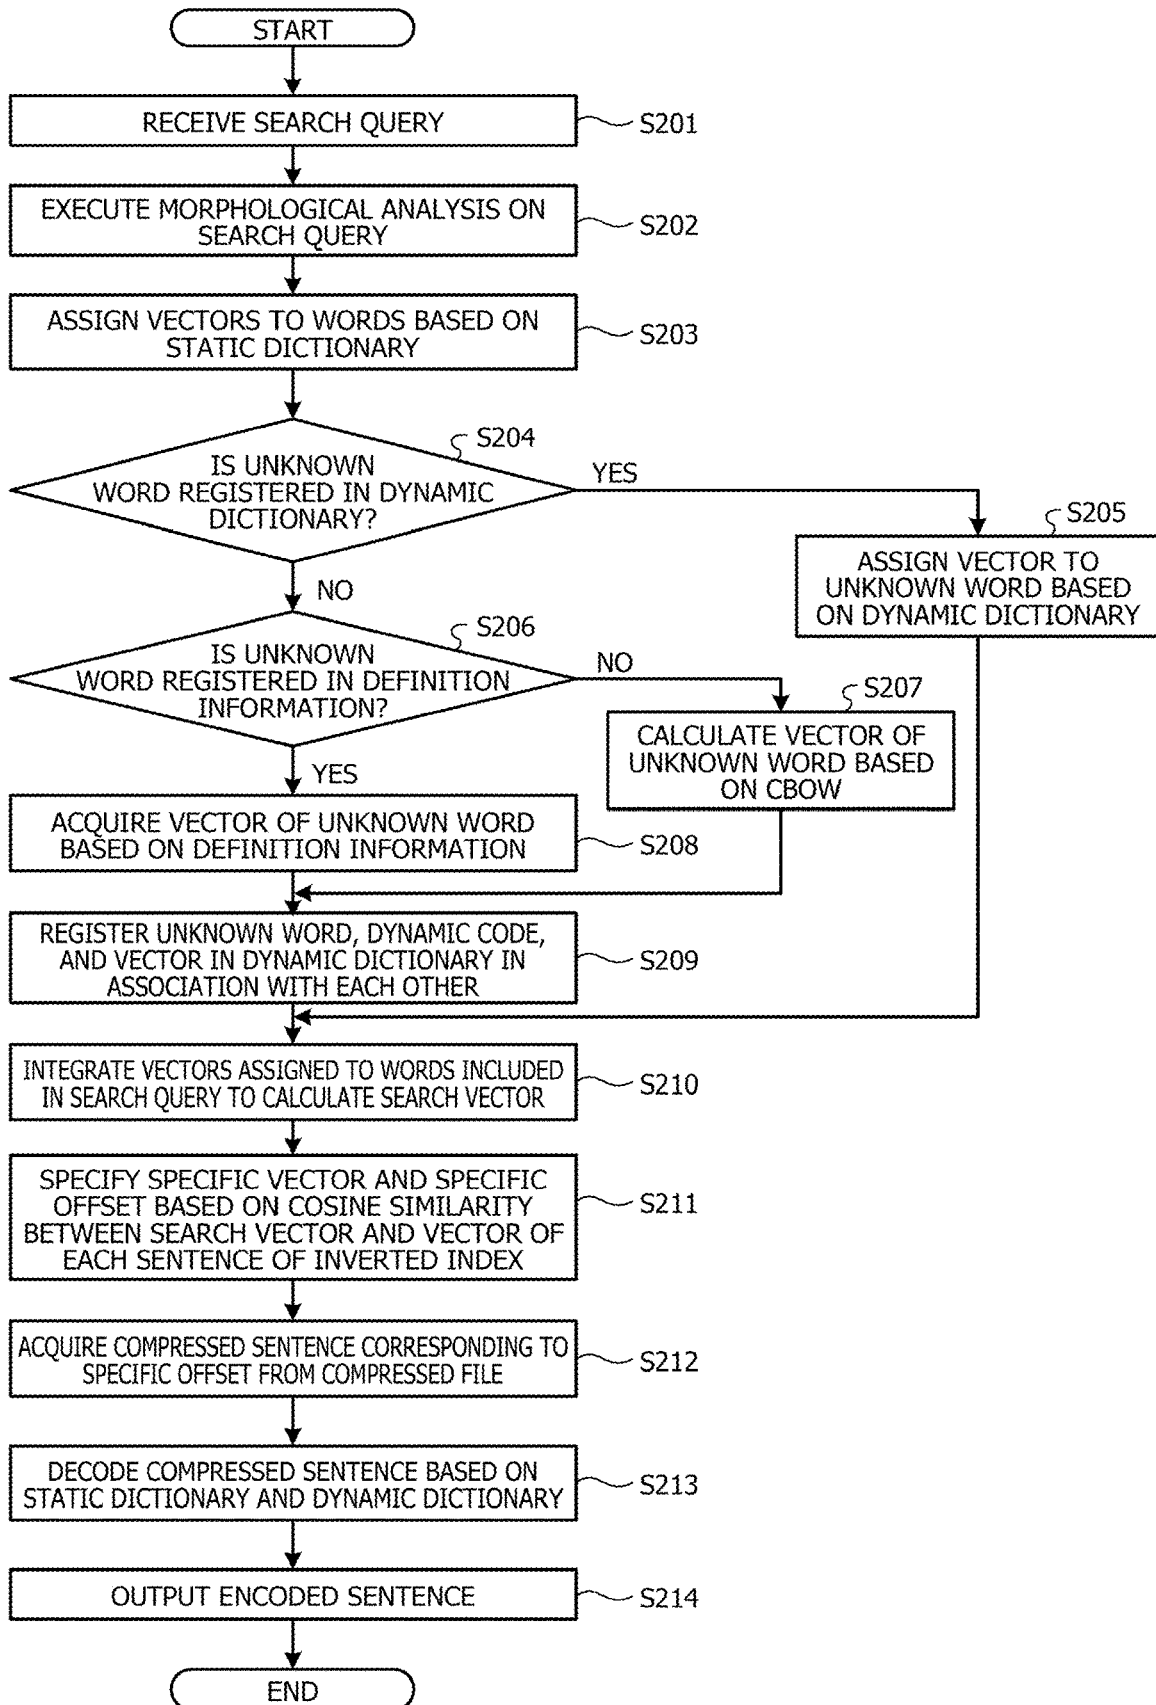 START
RECEIVE SEARCH QUERY
S201
EXECUTE MORPHOLOGICAL ANALYSIS ON
SEARCH QUERY
S202
ASSIGN VECTORS TO WORDS BASED ON
STATIC DICTIONARY
S203
S204
IS UNKNOWN
WORD REGISTERED IN DYNAMIC
DICTIONARY?
YES
S205
ASSIGN VECTOR TO
UNKNOWN WORD BASED
ON DYNAMIC DICTIONARY
NO
S206
IS UNKNOWN
WORD REGISTERED IN DEFINITION
INFORMATION?
NO
S207
CALCULATE VECTOR OF
UNKNOWN WORD BASED
ON CBOW
YES
ACQUIRE VECTOR OF UNKNOWN WORD
BASED ON DEFINITION INFORMATION
S208
REGISTER UNKNOWN WORD, DYNAMIC CODE,
AND VECTOR IN DYNAMIC DICTIONARY IN
ASSOCIATION WITH EACH OTHER
S209
INTEGRATE VECTORS ASSIGNED TO WORDS INCLUDED
IN SEARCH QUERY TO CALCULATE SEARCH VECTOR
S210
SPECIFY SPECIFIC VECTOR AND SPECIFIC
OFFSET BASED ON COSINE SIMILARITY
BETWEEN SEARCH VECTOR AND VECTOR OF
EACH SENTENCE OF INVERTED INDEX
S211
ACQUIRE COMPRESSED SENTENCE CORRESPONDING TO
SPECIFIC OFFSET FROM COMPRESSED FILE
S212
DECODE COMPRESSED SENTENCE BASED ON
STATIC DICTIONARY AND DYNAMIC DICTIONARY
S213
OUTPUT ENCODED SENTENCE
S214
END